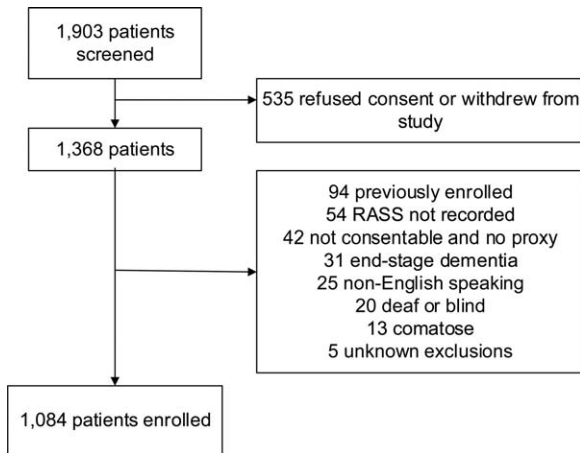 1,903 patients
screened
535 refused consent or withdrew from
study
1,368 patients
94 previously enrolled
54 RASS not recorded
42 not consentable and no proxy
31 end-stage dementia
25 non-English speaking
20 deaf or blind
13 comatose
5 unknown exclusions
1,084 patients enrolled